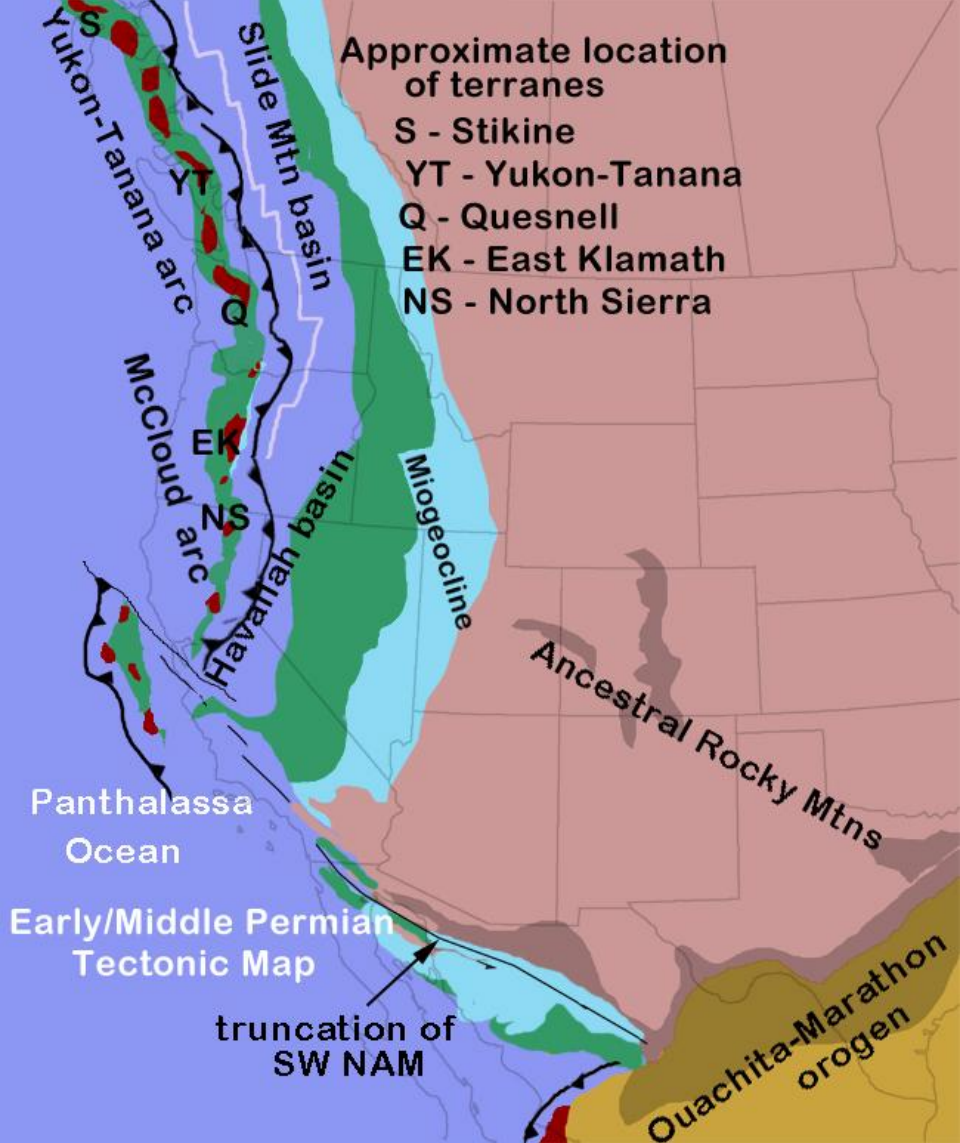 Approximate location
of terranes
S - Stikine
YT - Yukon-Tanana
Q - Quesnell
EK - East Klamath
NS - North Sierra
S
Yukon-Tanana arc
Slide Mtn basin
YT
Q
McCloud arc
EK
NS
Havallah basin
Miogeocline
Ancestral Rocky Mtns
Panthalassa
Ocean
Early/Middle Permian
Tectonic Map
truncation of
SW NAM
Ouachita-Marathon
orogen